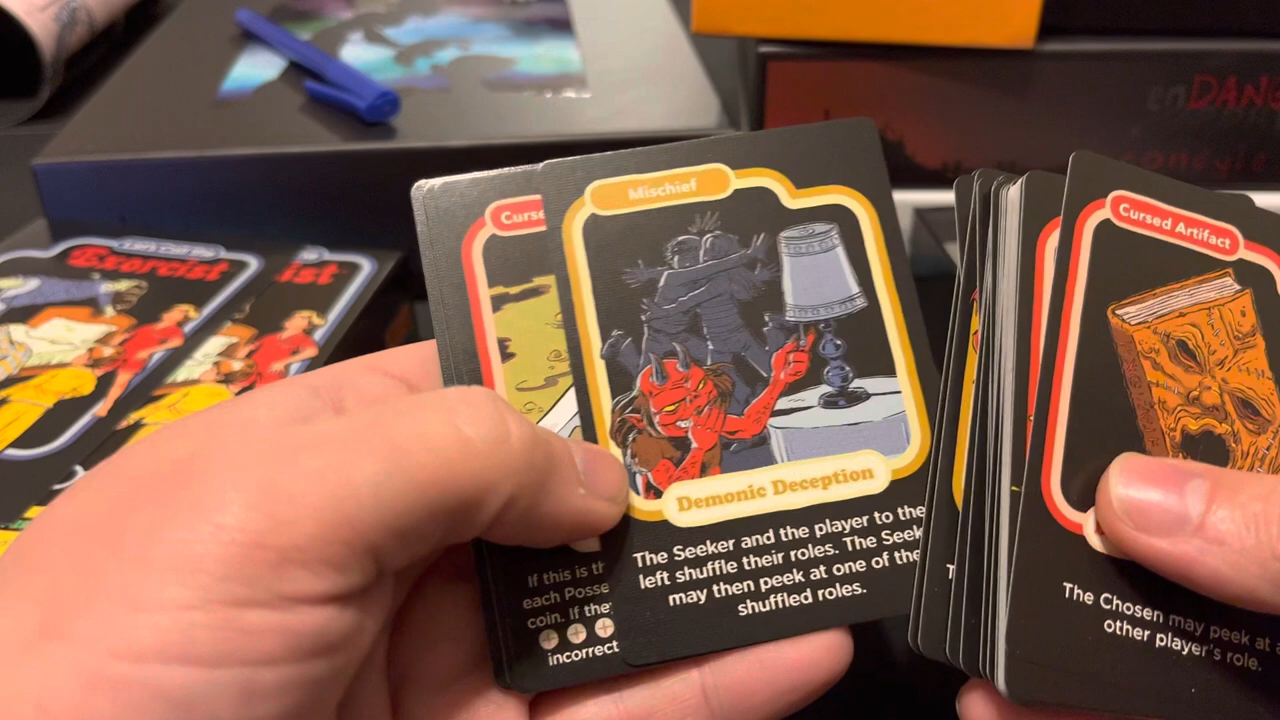 Exorcist
ist
Curse
If this is th
each Posse
coin. If the
incorrect
Mischief
Demonic Deception
The Seeker and the player to the
left shuffle their roles. The Seek
may then peek at one of the
shuffled roles.
Cursed Artifact
The Chosen may peek at
other player's role.
DANG